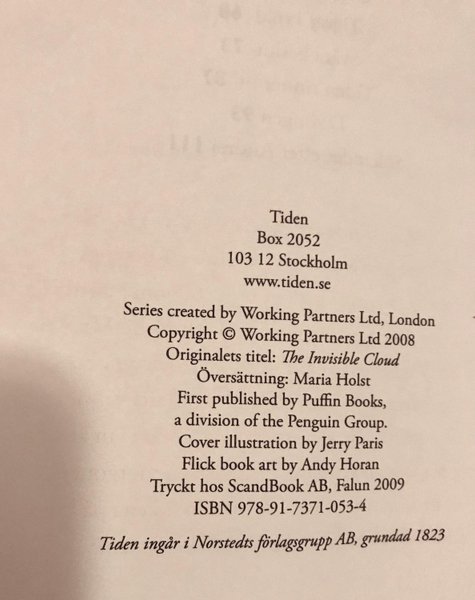 Tiden
Box 2052
103 12 Stockholm
www.tiden.se
Series created by Working Partners Ltd, London
Copyright © Working Partners Ltd 2008
Originalets titel: The Invisible Cloud
Översättning: Maria Holst
First published by Puffin Books,
a division of the Penguin Group.
Cover illustration by Jerry Paris
Flick book art by Andy Horan
Tryckt hos ScandBook AB, Falun 2009
ISBN 978-91-7371-053-4
Tiden ingår i Norstedts förlagsgrupp AB, grundad 1823